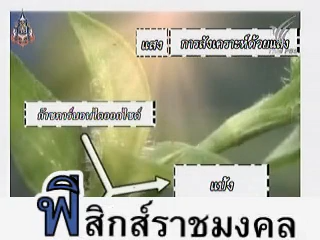 แสง
การสังเคราะห์ด้วยแสง
ก๊าซคาร์บอนไดออกไซด์
แป้ง
ฟิสิกส์ราชมงคล